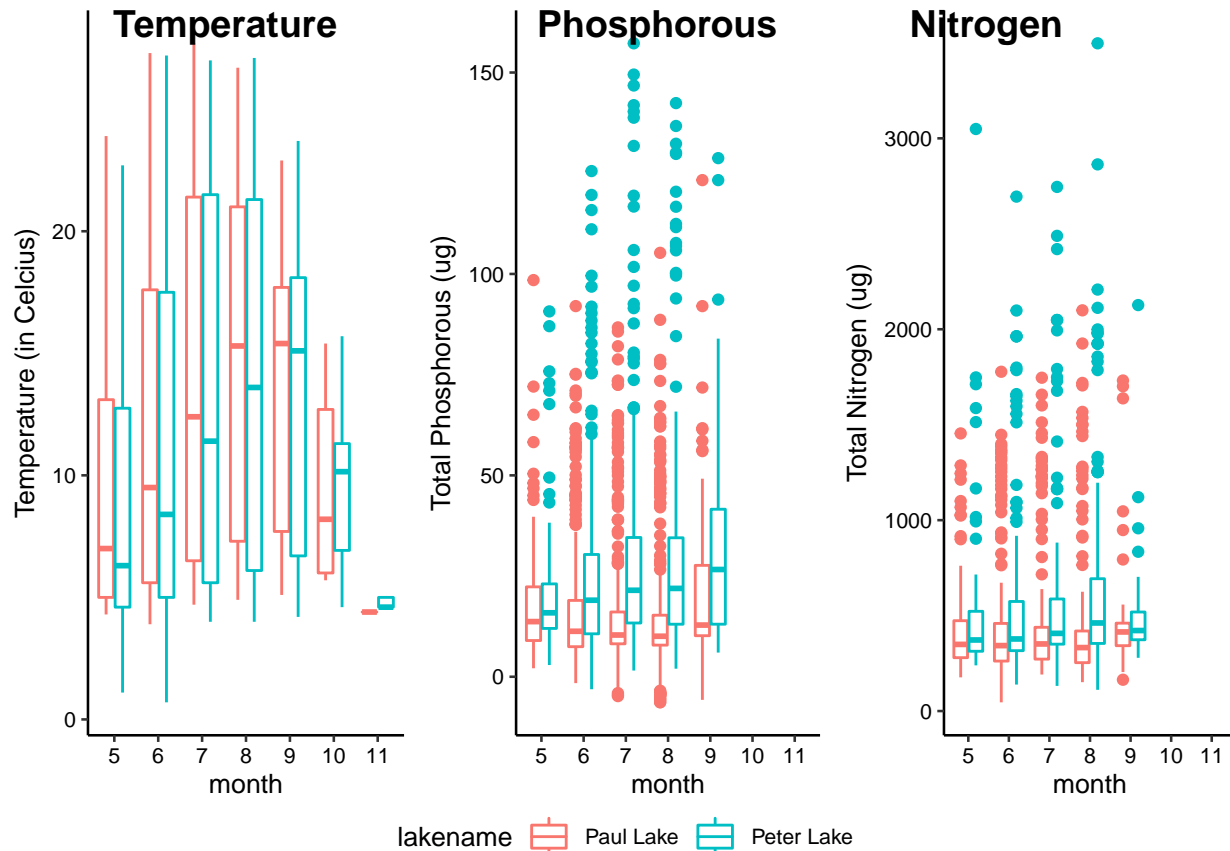 Temperature
Phosphorous
Nitrogen
Temperature (in Celcius)
20
10
0
5 6 7 8 9 10 11
month
Total Phosphorous (ug)
150
100
50
0
5 6 7 8 9 10 11
month
Total Nitrogen (ug)
3000
2000
1000
0
5 6 7 8 9 10 11
month
lakename Paul Lake Peter Lake